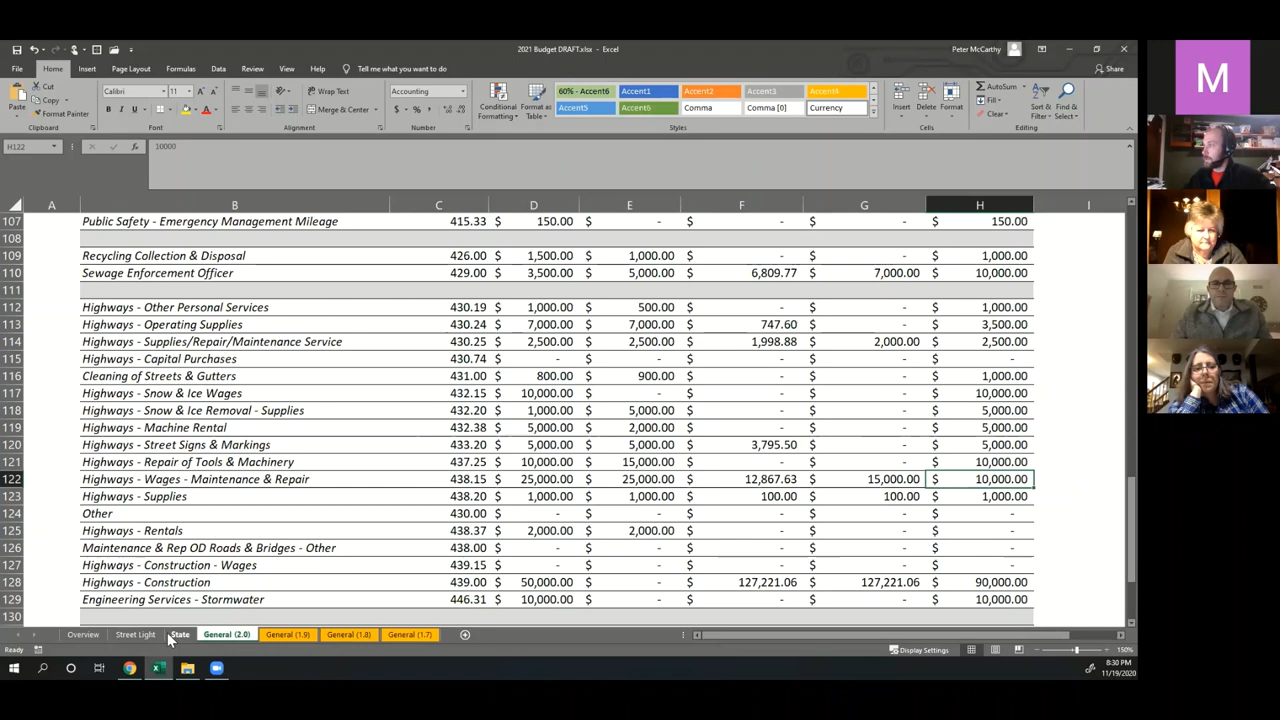 2021 Budget DRAFT.xlsx - Excel
Peter McCarthy
File Home Insert Page Layout Formulas Data Review View Help Tell me what you want to do Share
Paste Cut Copy Format Painter Clipboard
Calibri 11 B I U Font
Wrap Text Merge & Center Alignment
Accounting $ % Number
Conditional Formatting Format as Table
60% - Accent6 Accent1 Accent2 Accent3 Accent4
Accent5 Accent6 Comma Comma [0] Currency
Styles
Insert Delete Format Cells
AutoSum Fill Clear Sort & Filter Find & Select Editing
M
H122 fx 10000
A B C D E F G H I
107 Public Safety - Emergency Management Mileage 415.33 $ 150.00 $ - $ - $ - $ 150.00
108
109 Recycling Collection & Disposal 426.00 $ 1,500.00 $ 1,000.00 $ - $ - $ 1,000.00
110 Sewage Enforcement Officer 429.00 $ 3,500.00 $ 5,000.00 $ 6,809.77 $ 7,000.00 $ 10,000.00
111
112 Highways - Other Personal Services 430.19 $ 1,000.00 $ 500.00 $ - $ - $ 1,000.00
113 Highways - Operating Supplies 430.24 $ 7,000.00 $ 7,000.00 $ 747.60 $ - $ 3,500.00
114 Highways - Supplies/Repair/Maintenance Service 430.25 $ 2,500.00 $ 2,500.00 $ 1,998.88 $ 2,000.00 $ 2,500.00
115 Highways - Capital Purchases 430.74 $ - $ - $ - $ - $ -
116 Cleaning of Streets & Gutters 431.00 $ 800.00 $ 900.00 $ - $ - $ 1,000.00
117 Highways - Snow & Ice Wages 432.15 $ 10,000.00 $ - $ - $ - $ 5,000.00
118 Highways - Snow & Ice Removal - Supplies 432.20 $ 1,000.00 $ 5,000.00 $ - $ - $ 5,000.00
119 Highways - Machine Rental 432.38 $ 5,000.00 $ 2,000.00 $ - $ - $ 5,000.00
120 Highways - Street Signs & Markings 433.20 $ 5,000.00 $ 5,000.00 $ 3,795.50 $ - $ 5,000.00
121 Highways - Repair of Tools & Machinery 437.25 $ 10,000.00 $ 15,000.00 $ - $ - $ 10,000.00
122 Highways - Wages - Maintenance & Repair 438.15 $ 25,000.00 $ 25,000.00 $ 12,867.63 $ 15,000.00 $ 10,000.00
123 Highways - Supplies 438.20 $ 1,000.00 $ 1,000.00 $ 100.00 $ 100.00 $ 1,000.00
124 Other 430.00 $ - $ - $ - $ - $ -
125 Highways - Rentals 438.37 $ 2,000.00 $ 2,000.00 $ - $ - $ -
126 Maintenance & Rep OD Roads & Bridges - Other 438.00 $ - $ - $ - $ - $ -
127 Highways - Construction - Wages 439.15 $ - $ - $ - $ - $ -
128 Highways - Construction 439.00 $ 50,000.00 $ - $ 127,221.06 $ 127,221.06 $ 90,000.00
129 Engineering Services - Stormwater 446.31 $ 10,000.00 $ - $ - $ - $ 10,000.00
130
Overview Street Light State General (2.0) General (1.9) General (1.8) General (1.7)
Ready Display Settings 150%
8:30 PM
11/19/2020